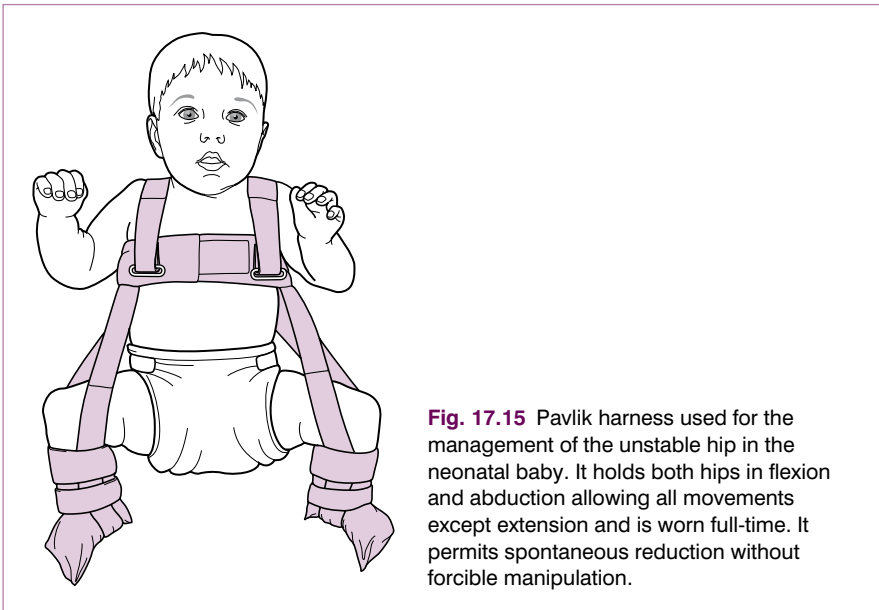 Fig. 17.15 Pavlik harness used for the
management of the unstable hip in the
neonatal baby. It holds both hips in flexion
and abduction allowing all movements
except extension and is worn full-time. It
permits spontaneous reduction without
forcible manipulation.